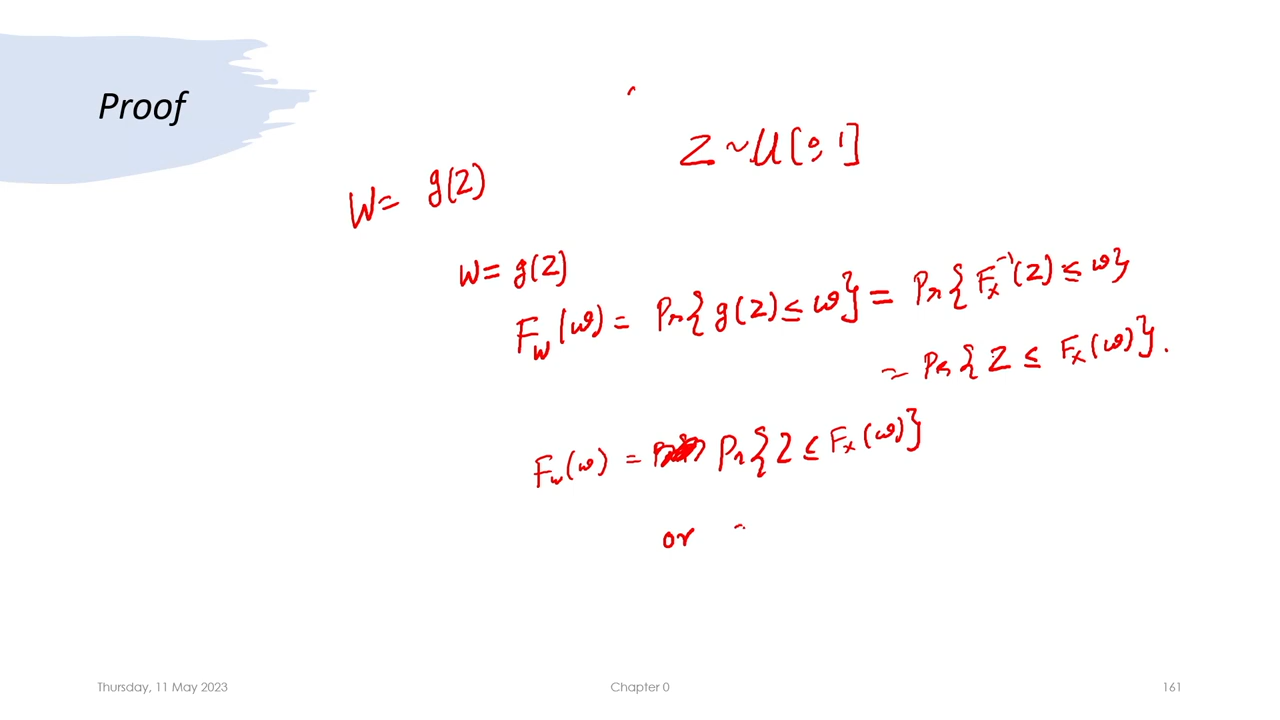 Proof
Z ~ U[0, 1]
W = g(Z)
W = g(Z)
F_W(ω) = Pr{g(Z) ≤ ω} = Pr{F_X^{-1}(Z) ≤ ω}
= Pr{Z ≤ F_X(ω)}.
F_W(ω) = Pr{Z ≤ F_X(ω)}
or
Thursday, 11 May 2023 Chapter 0 161